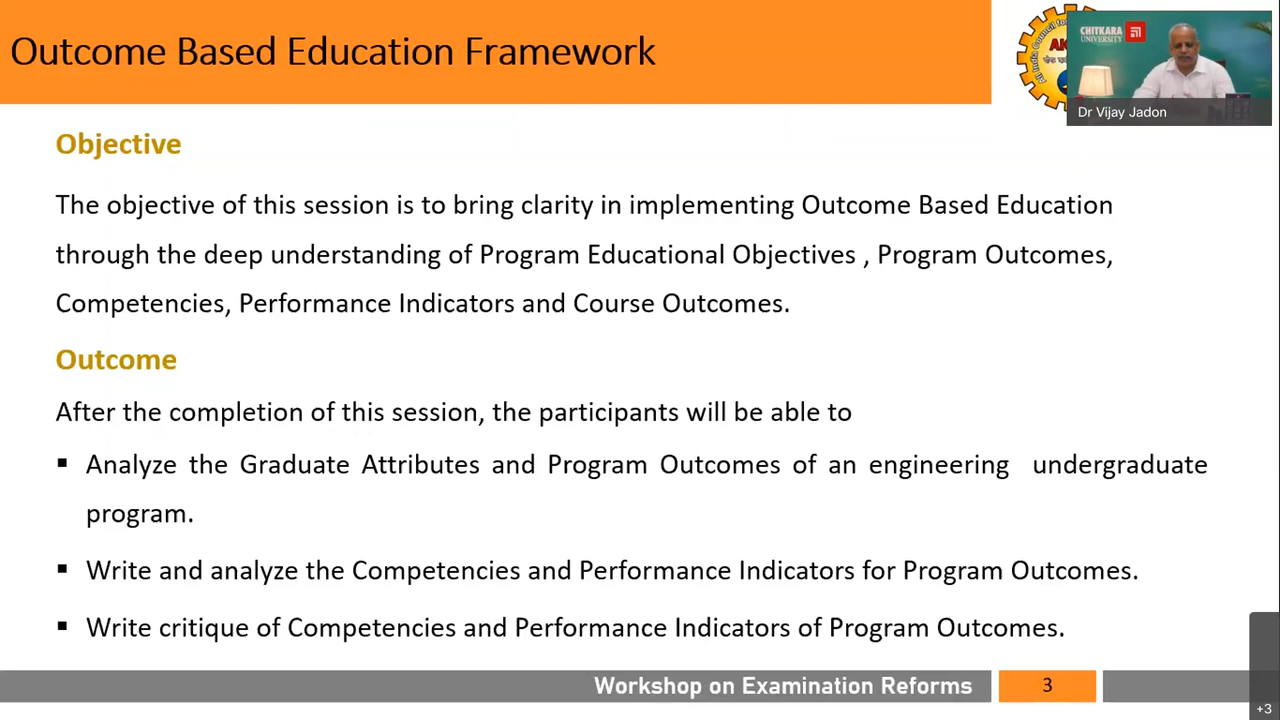 Outcome Based Education Framework
CHITKARA
UNIVERSITY
Dr Vijay Jadon
Objective
The objective of this session is to bring clarity in implementing Outcome Based Education
through the deep understanding of Program Educational Objectives , Program Outcomes,
Competencies, Performance Indicators and Course Outcomes.
Outcome
After the completion of this session, the participants will be able to
▪ Analyze the Graduate Attributes and Program Outcomes of an engineering undergraduate
program.
▪ Write and analyze the Competencies and Performance Indicators for Program Outcomes.
▪ Write critique of Competencies and Performance Indicators of Program Outcomes.
Workshop on Examination Reforms
3
+3